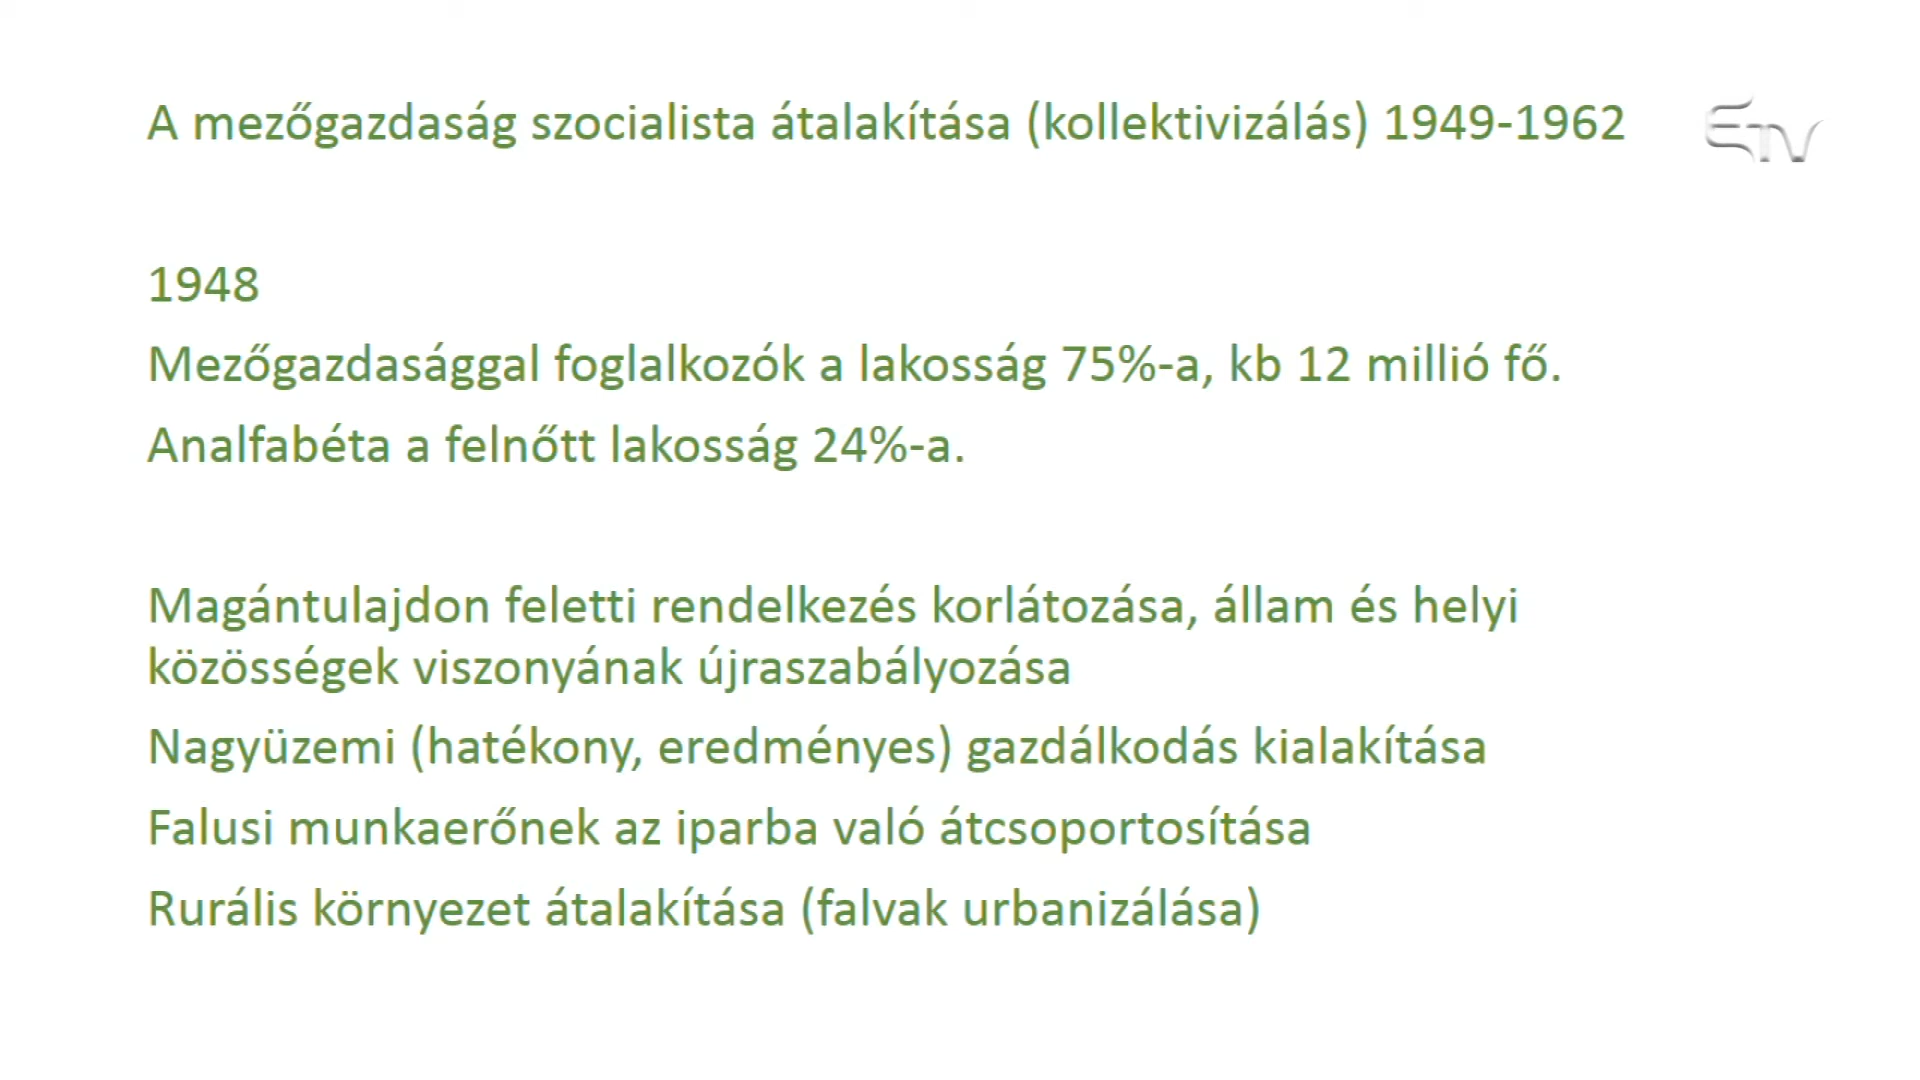 A mezőgazdaság szocialista átalakítása (kollektivizálás) 1949-1962
ETV
1948
Mezőgazdasággal foglalkozók a lakosság 75%-a, kb 12 millió fő.
Analfabéta a felnőtt lakosság 24%-a.
Magántulajdon feletti rendelkezés korlátozása, állam és helyi
közösségek viszonyának újraszabályozása
Nagyüzemi (hatékony, eredményes) gazdálkodás kialakítása
Falusi munkaerőnek az iparba való átcsoportosítása
Rurális környezet átalakítása (falvak urbanizálása)